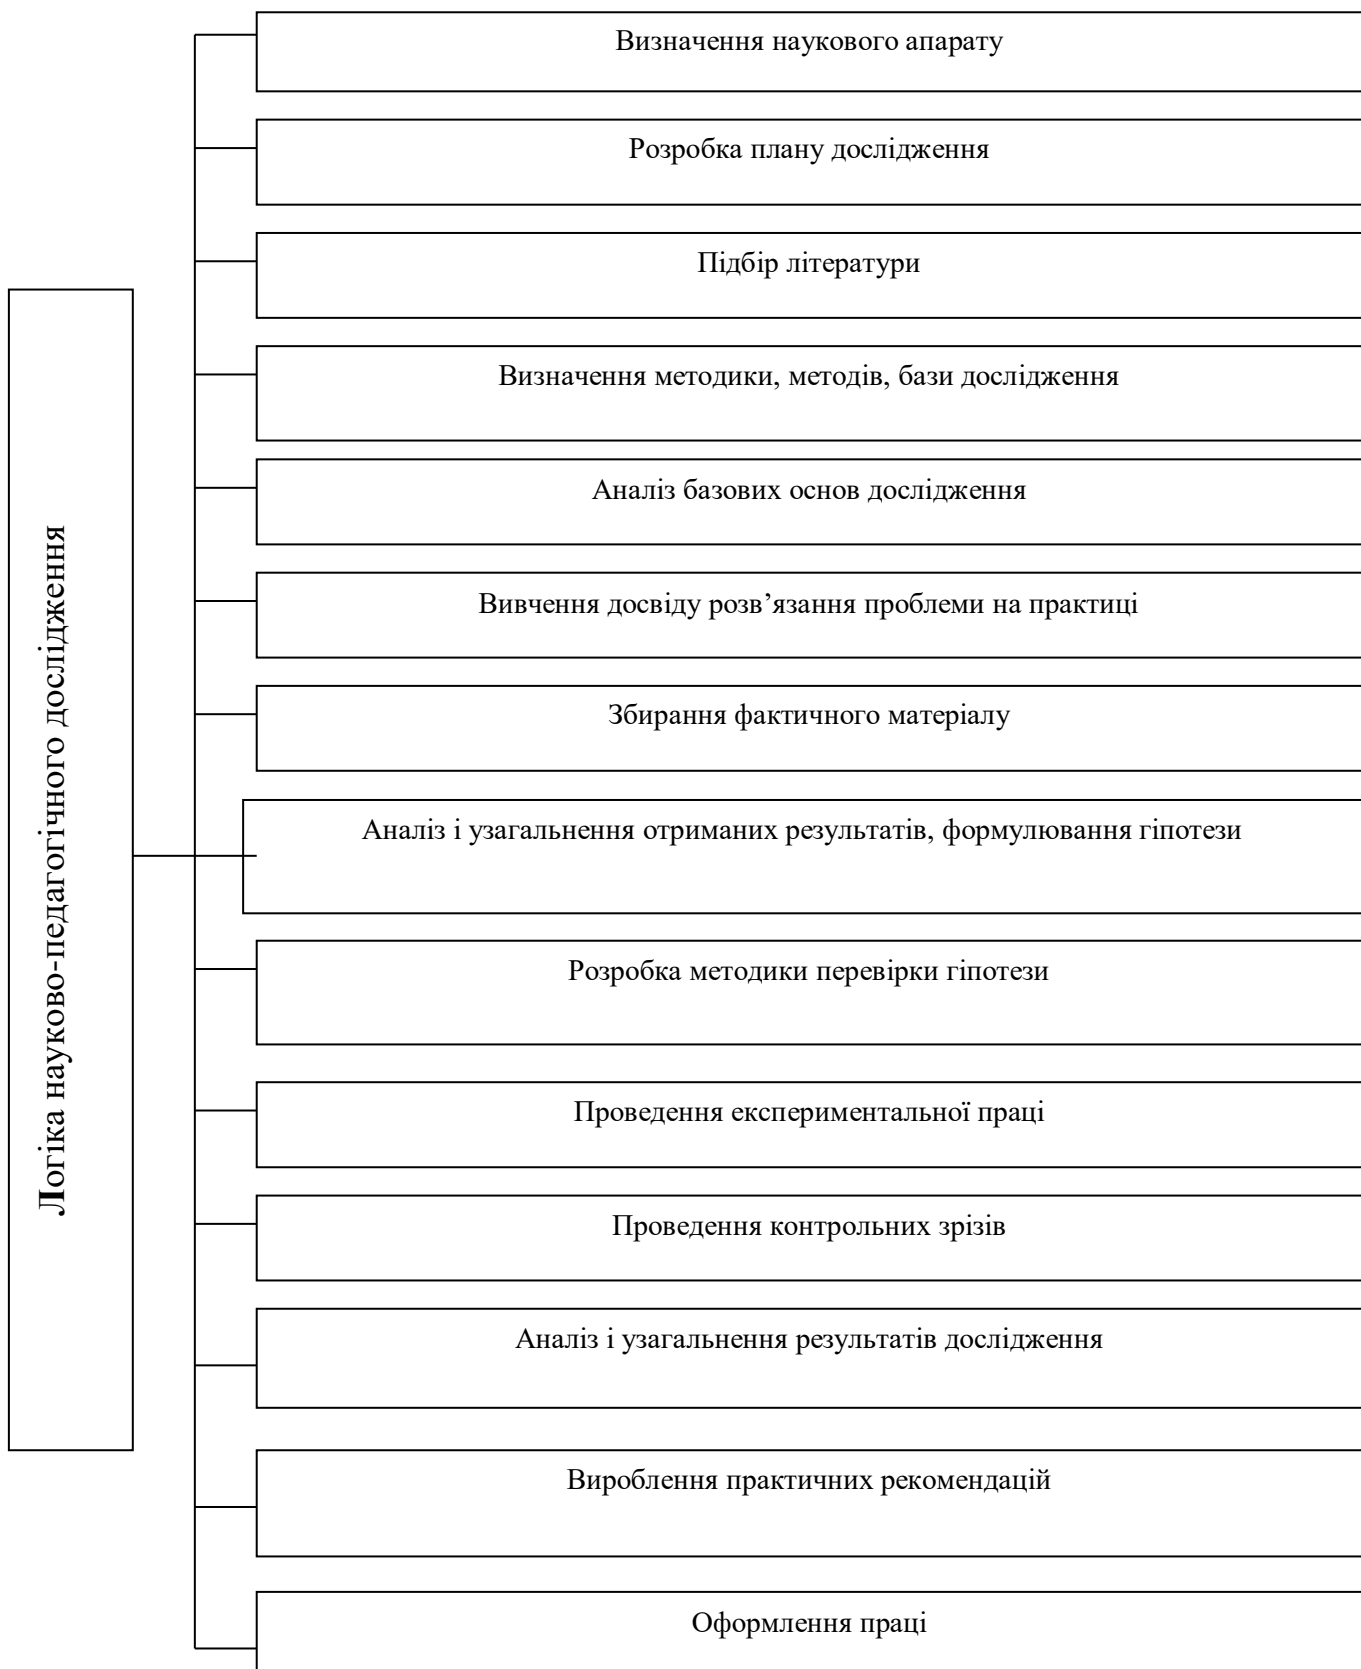 Логіка науково-педагогічного дослідження
Визначення наукового апарату
Розробка плану дослідження
Підбір літератури
Визначення методики, методів, бази дослідження
Аналіз базових основ дослідження
Вивчення досвіду розв’язання проблеми на практиці
Збирання фактичного матеріалу
Аналіз і узагальнення отриманих результатів, формулювання гіпотези
Розробка методики перевірки гіпотези
Проведення експериментальної праці
Проведення контрольних зрізів
Аналіз і узагальнення результатів дослідження
Вироблення практичних рекомендацій
Оформлення праці